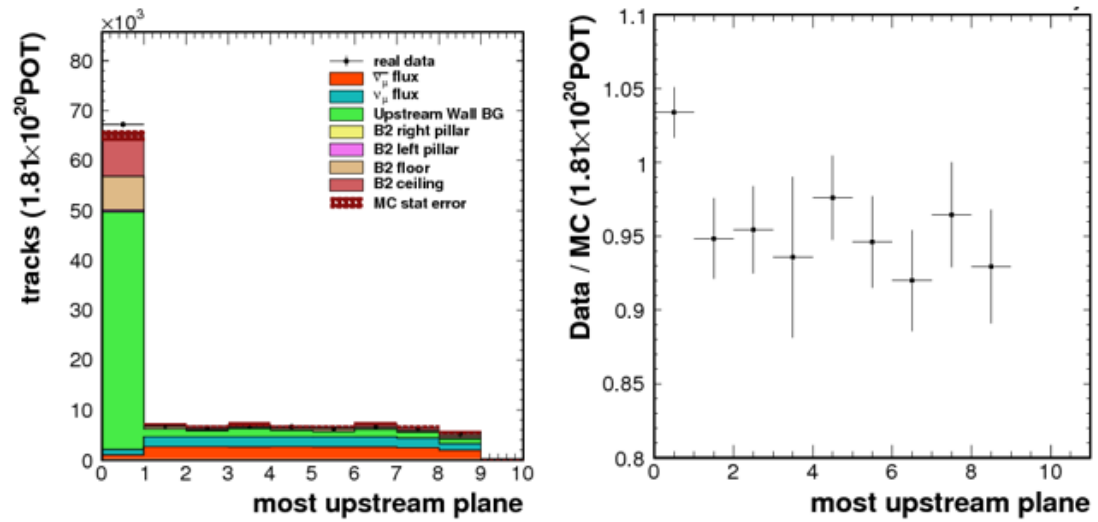 ×10³
tracks (1.81×10²⁰POT)
80
70
60
50
40
30
20
10
0
real data
ν̅μ flux
νμ flux
Upstream Wall BG
B2 right pillar
B2 left pillar
B2 floor
B2 ceiling
MC stat error
0 1 2 3 4 5 6 7 8 9 10
most upstream plane
Data / MC (1.81×10²⁰POT)
1.1
1.05
1
0.95
0.9
0.85
0.8
0 2 4 6 8 10
most upstream plane